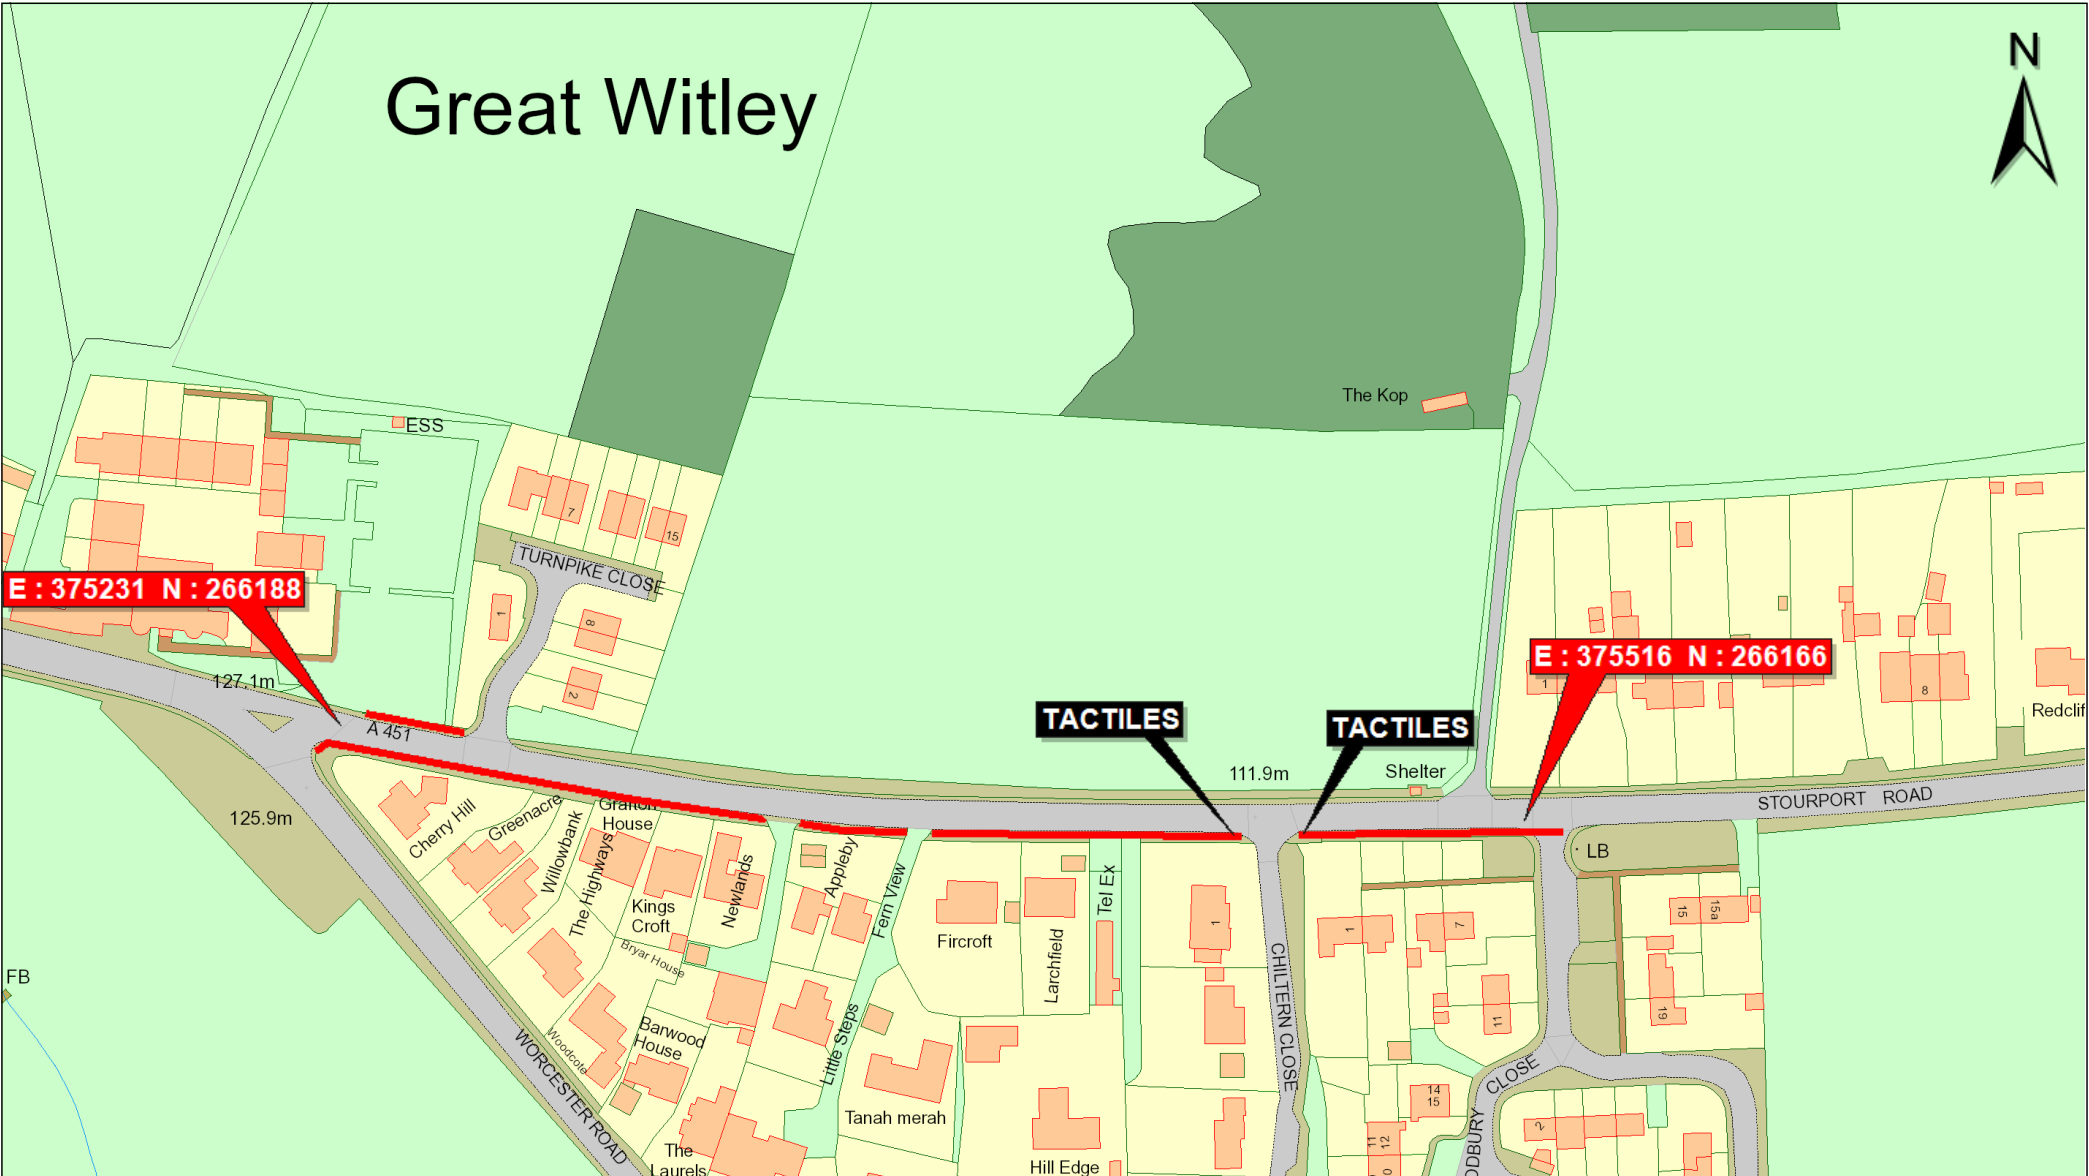 Great Witley
N
The Kop
ESS
7
15
TURNPIKE CLOSE
E : 375231 N : 266188
1
8
2
127.1m
A 451
E : 375516 N : 266166
1
8
Redclif
TACTILES
TACTILES
111.9m
Shelter
STOURPORT ROAD
125.9m
Cherry Hill
Greenacre
Willowbank
The Highways
Grafton
House
Kings
Croft
Newlands
Bryar House
Appleby
Fern View
Fircroft
Larchfield
Tel Ex
1
CHILTERN CLOSE
1
7
11
LB
15
15a
19
FB
WORCESTER ROAD
Woodcote
Barwood
House
Little Steps
Tanah merah
The
Laurels
Hill Edge
14
15
11
12
ODBURY CLOSE
2